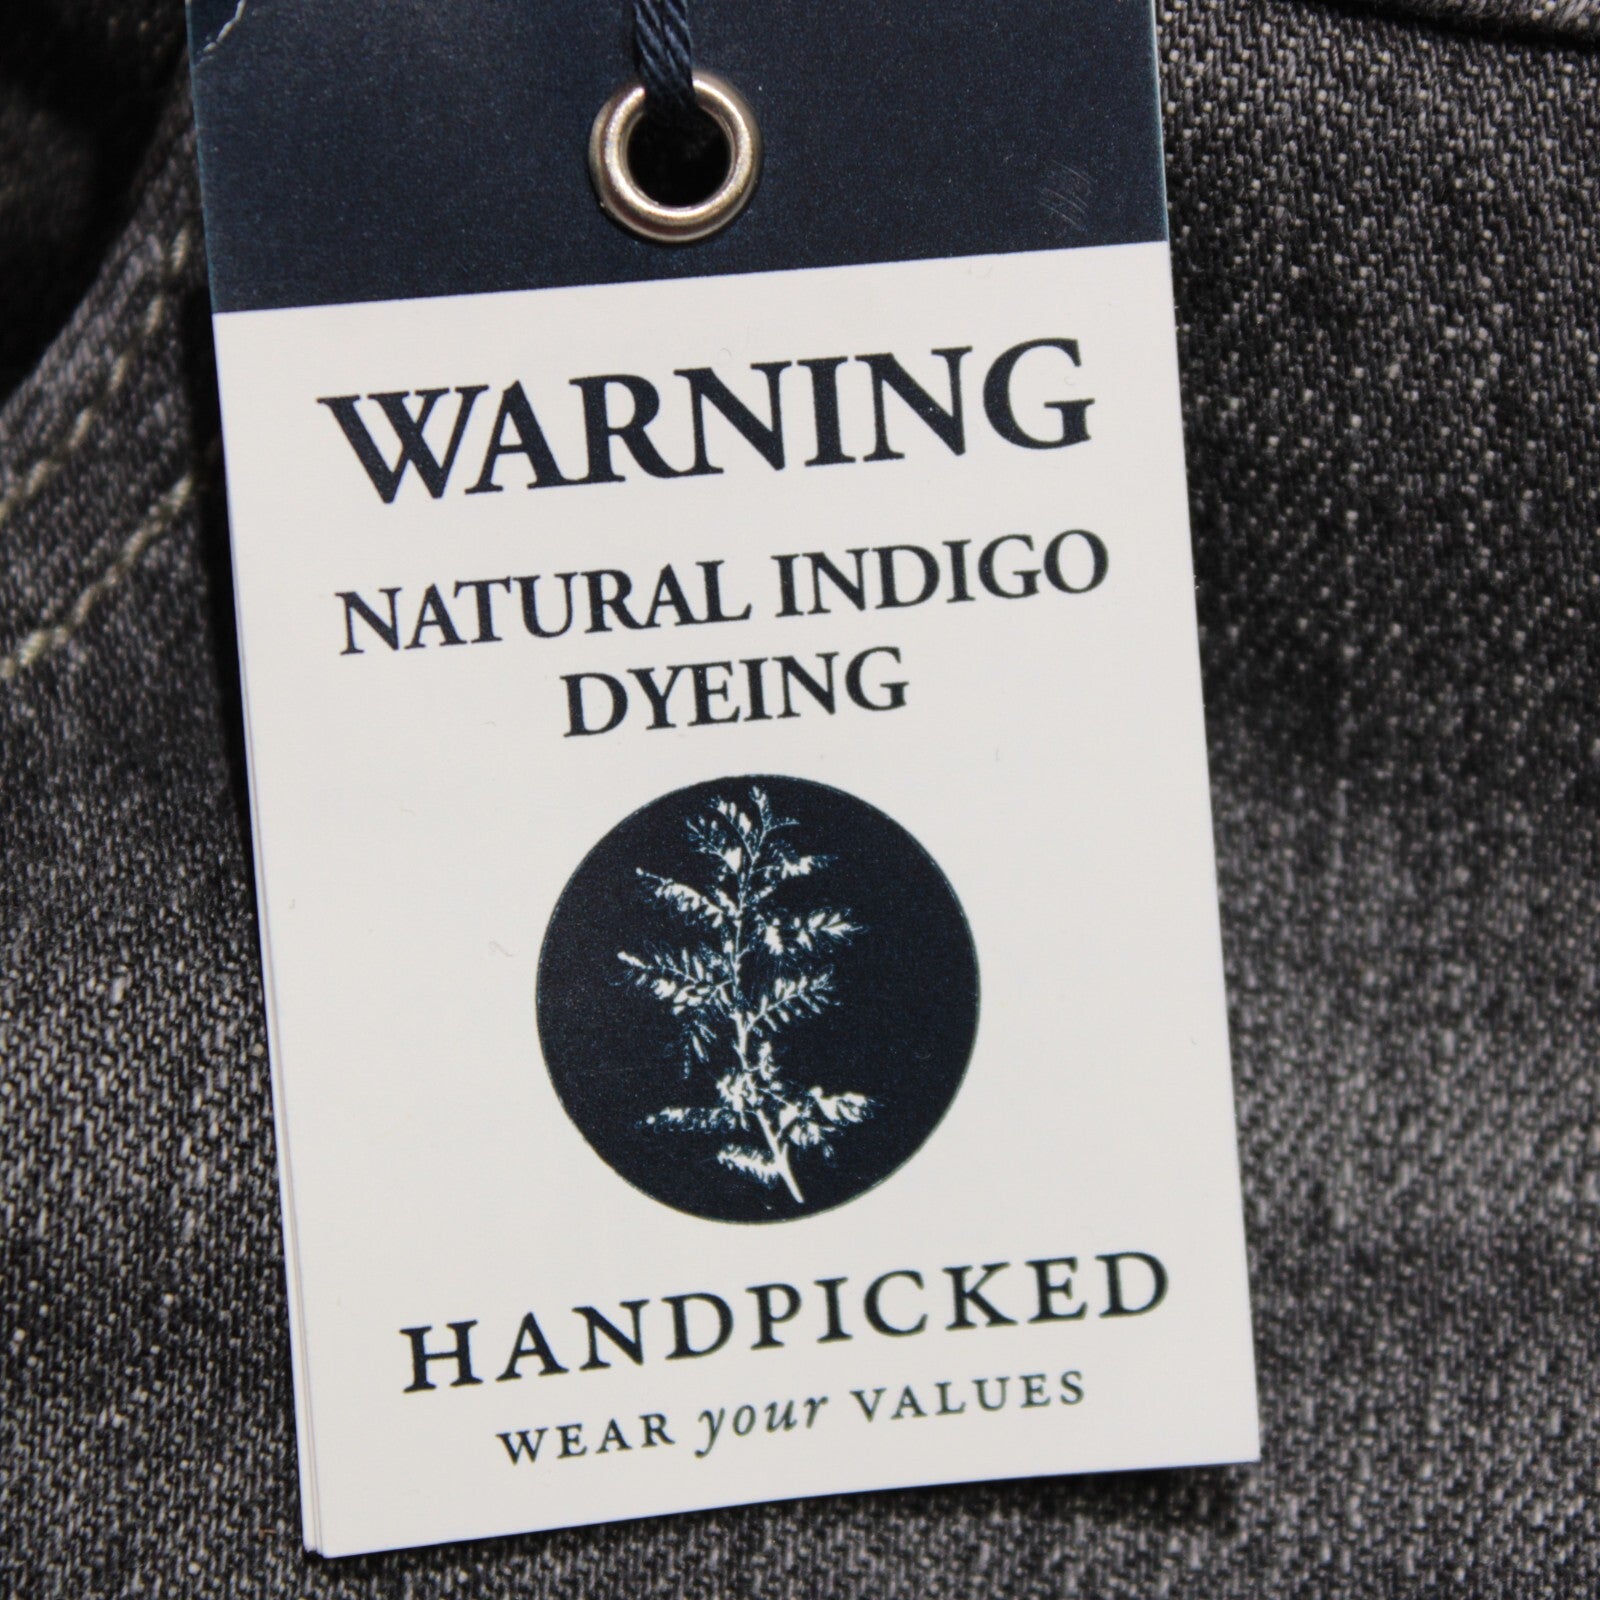 WARNING
NATURAL INDIGO
DYEING
HANDPICKED
WEAR your VALUES